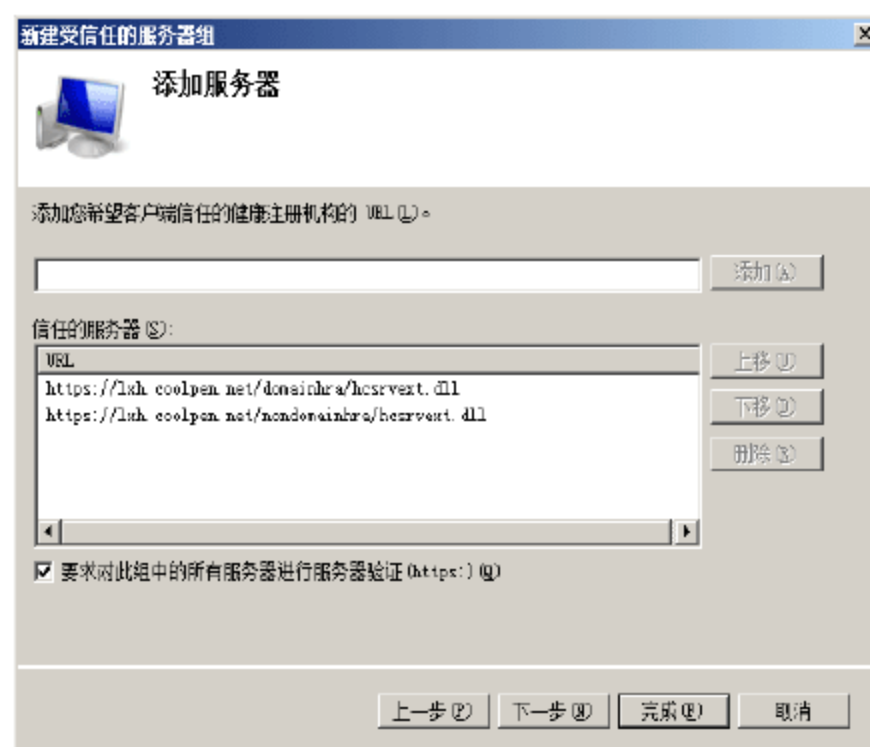 新建受信任的服务器组
添加服务器
添加您希望客户端信任的健康注册机构的 URL(L)。
添加(A)
信任的服务器(S):
URL
上移(U)
https://lxh.coolpen.net/domainhra/hcsrvext.dll
https://lxh.coolpen.net/nondomainhra/hcsrvext.dll
下移(D)
删除(R)
要求对此组中的所有服务器进行服务器验证(https:)(Q)
上一步(P)
下一步(N)
完成(F)
取消